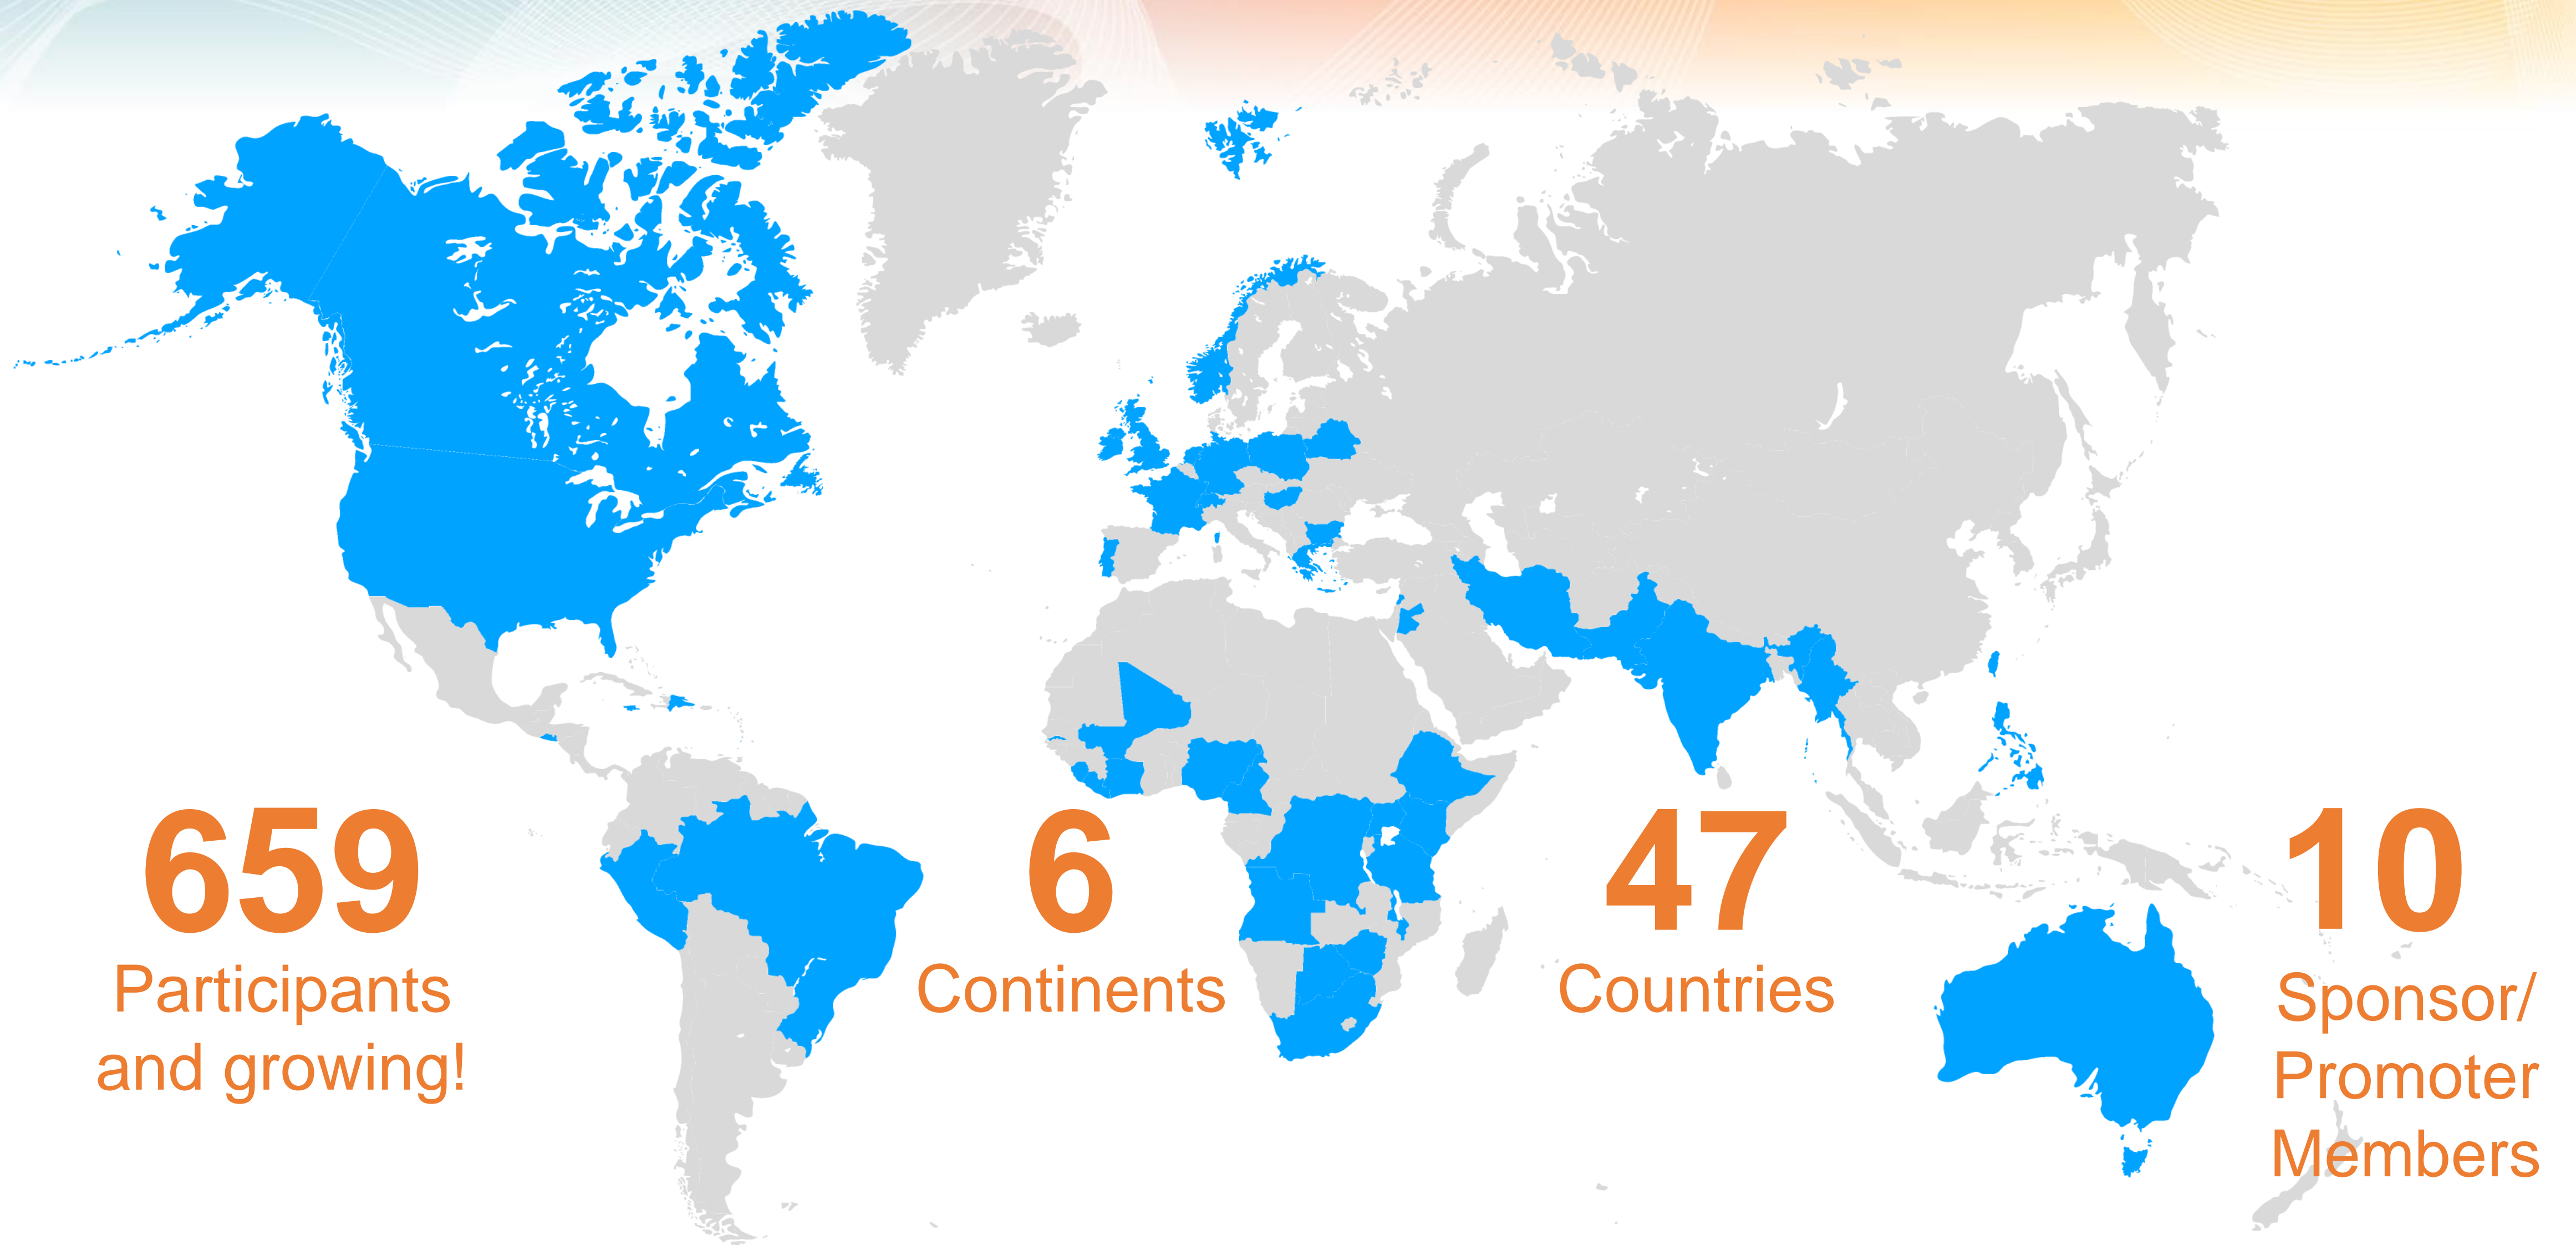 659
Participants
and growing!
6
Continents
47
Countries
10
Sponsor/
Promoter
Members